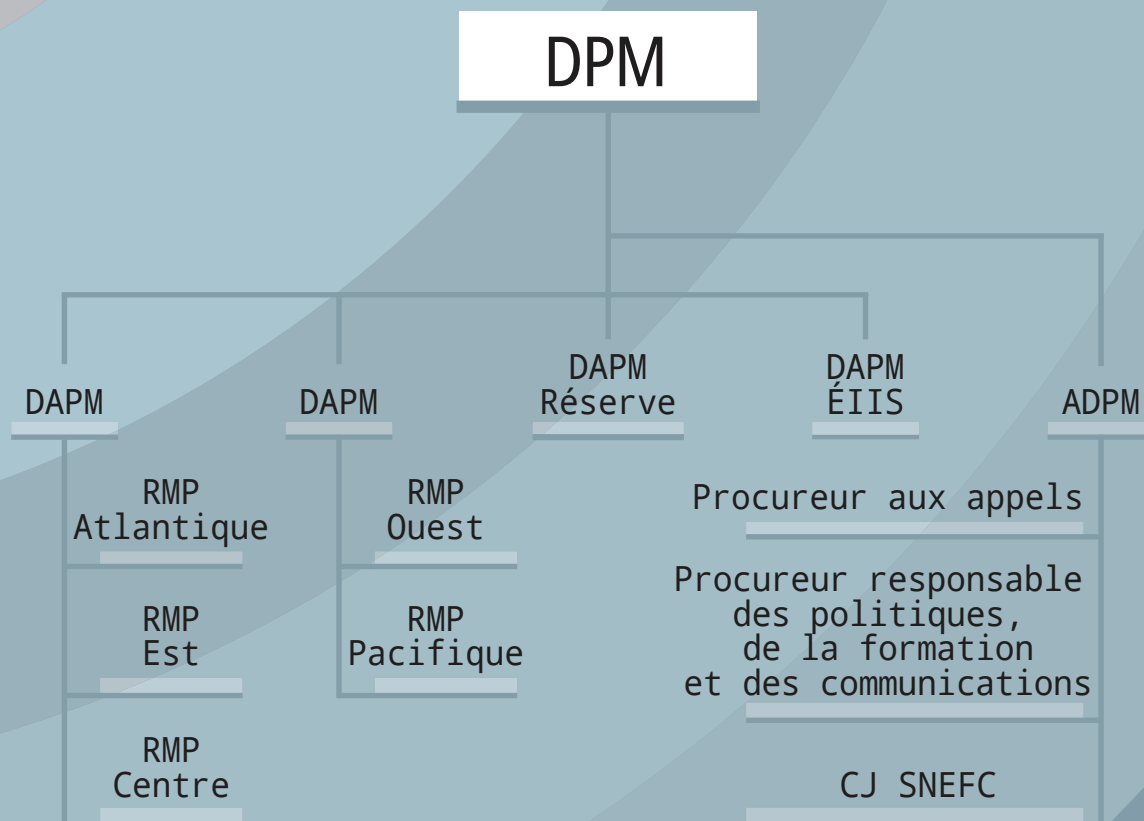 DPM
DAPM
DAPM
DAPM
Réserve
DAPM
ÉIIS
ADPM
RMP
Atlantique
RMP
Est
RMP
Centre
RMP
Ouest
RMP
Pacifique
Procureur aux appels
Procureur responsable
des politiques,
de la formation
et des communications
CJ SNEFC